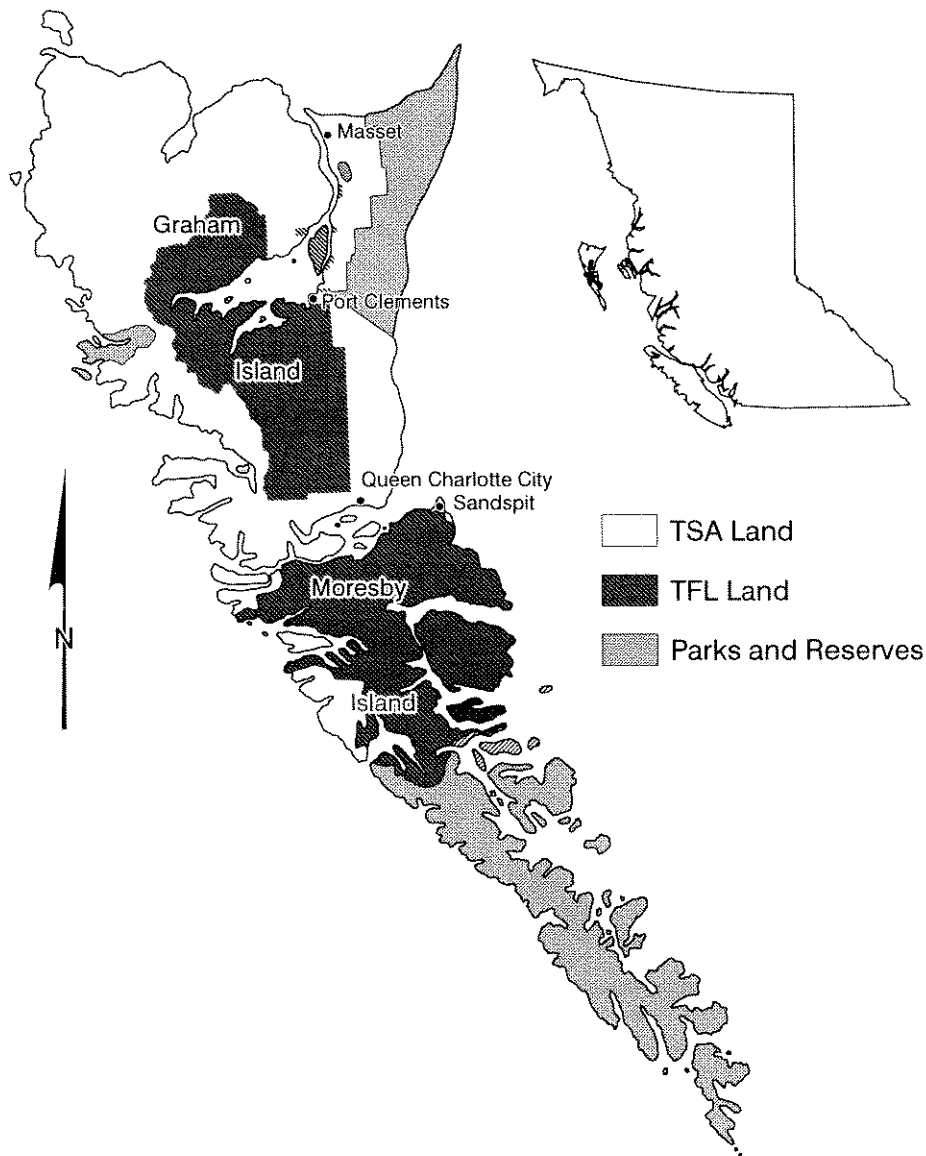 Masset
Graham
Port Clements
Island
Queen Charlotte City
Sandspit
TSA Land
Moresby
TFL Land
N
Parks and Reserves
Island